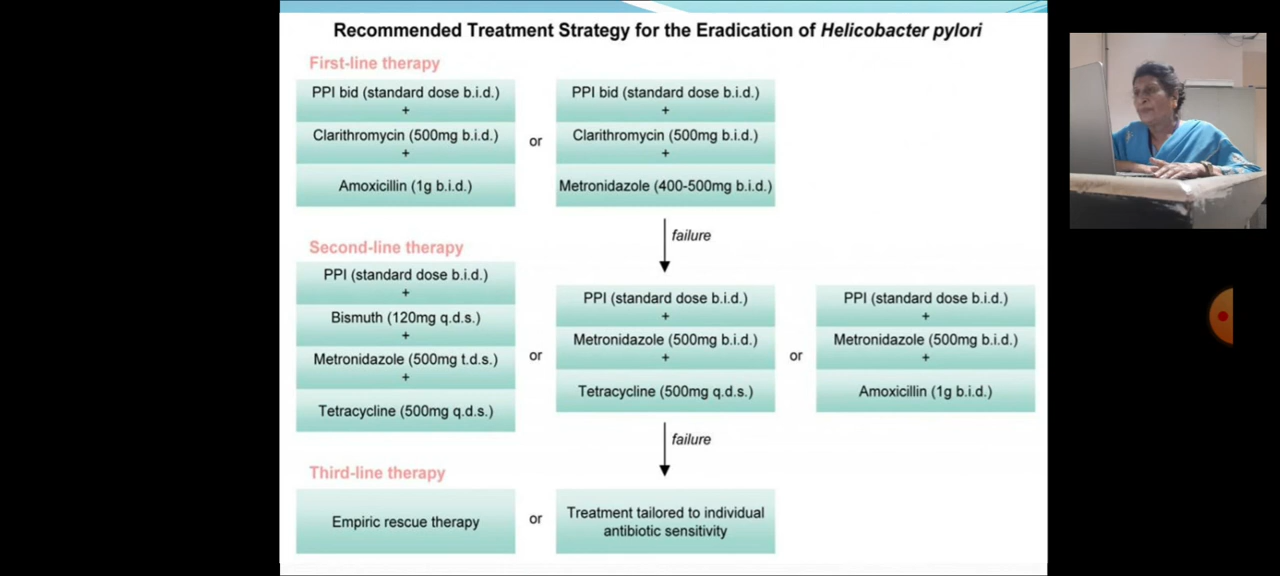 Recommended Treatment Strategy for the Eradication of Helicobacter pylori
First-line therapy
PPI bid (standard dose b.i.d.)
+
Clarithromycin (500mg b.i.d.)
+
Amoxicillin (1g b.i.d.)
or
PPI bid (standard dose b.i.d.)
+
Clarithromycin (500mg b.i.d.)
+
Metronidazole (400-500mg b.i.d.)
failure
Second-line therapy
PPI (standard dose b.i.d.)
+
Bismuth (120mg q.d.s.)
+
Metronidazole (500mg t.d.s.)
+
Tetracycline (500mg q.d.s.)
or
PPI (standard dose b.i.d.)
+
Metronidazole (500mg b.i.d.)
+
Tetracycline (500mg q.d.s.)
or
PPI (standard dose b.i.d.)
+
Metronidazole (500mg b.i.d.)
+
Amoxicillin (1g b.i.d.)
failure
Third-line therapy
Empiric rescue therapy
or
Treatment tailored to individual
antibiotic sensitivity